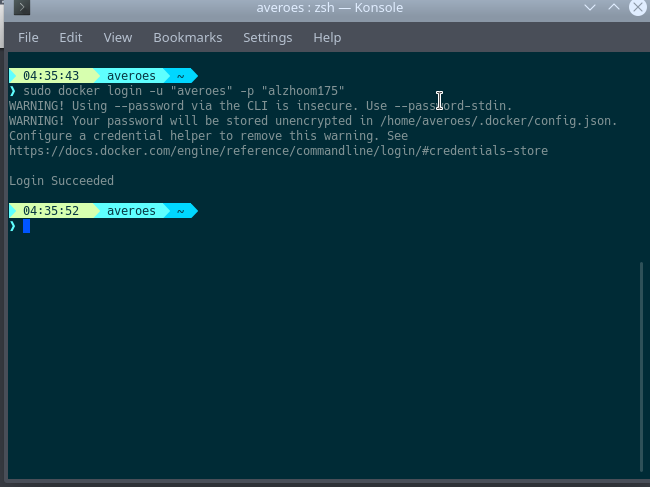 averoes : zsh — Konsole
File Edit View Bookmarks Settings Help
04:35:43 averoes ~
❯ sudo docker login -u "averoes" -p "alzhoom175"
WARNING! Using --password via the CLI is insecure. Use --password-stdin.
WARNING! Your password will be stored unencrypted in /home/averoes/.docker/config.json.
Configure a credential helper to remove this warning. See
https://docs.docker.com/engine/reference/commandline/login/#credentials-store
Login Succeeded
04:35:52 averoes ~
❯